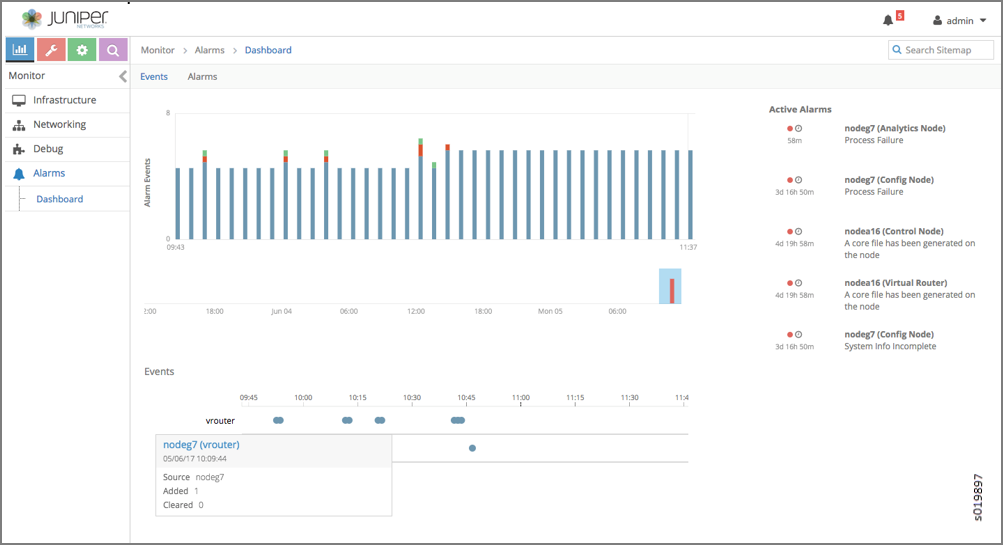 JUNIPER
NETWORKS
5
admin
Monitor > Alarms > Dashboard
Search Sitemap
Monitor
Events Alarms
Infrastructure
Networking
Debug
Alarms
Dashboard
8
Alarm Events
0
09:43 11:37
2:00 18:00 Jun 04 06:00 12:00 18:00 Mon 05 06:00
Active Alarms
nodeg7 (Analytics Node)
58m Process Failure
nodeg7 (Config Node)
3d 16h 50m Process Failure
nodea16 (Control Node)
4d 19h 58m A core file has been generated on
the node
nodea16 (Virtual Router)
4d 19h 58m A core file has been generated on
the node
nodeg7 (Config Node)
3d 16h 50m System Info Incomplete
Events
09:45 10:00 10:15 10:30 10:45 11:00 11:15 11:30 11:4
vrouter
nodeg7 (vrouter)
05/06/17 10:09:44
Source nodeg7
Added 1
Cleared 0
s019897